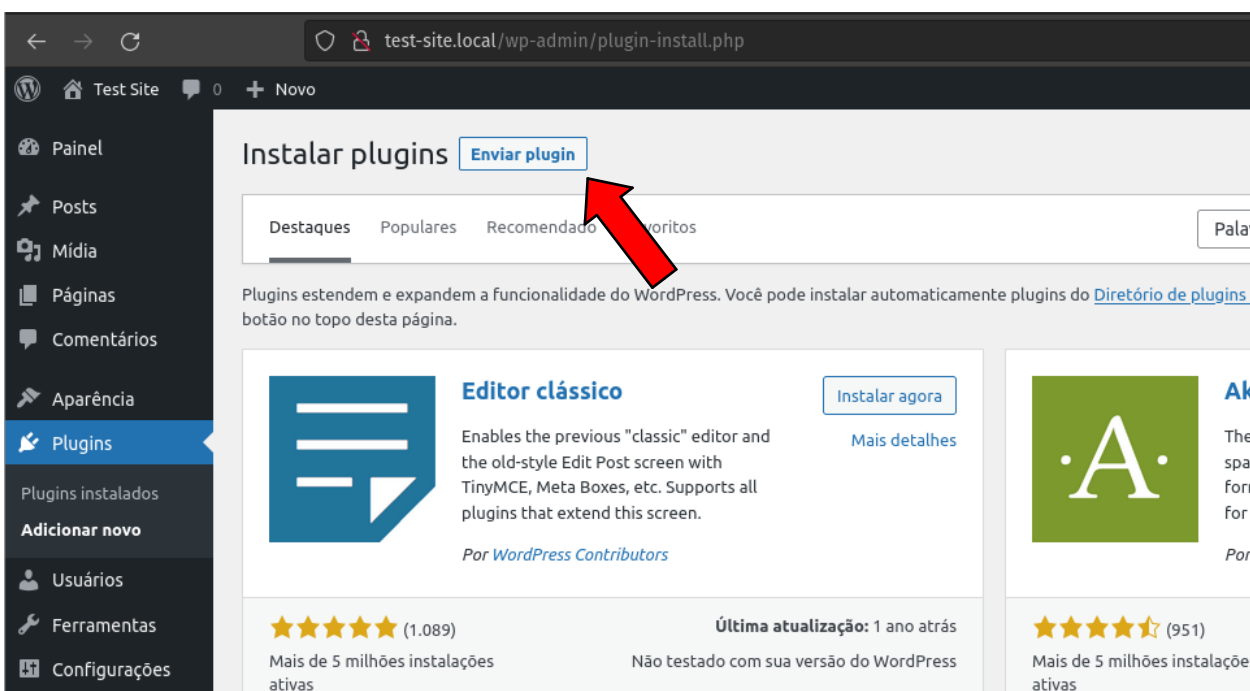 test-site.local/wp-admin/plugin-install.php
Test Site 0 Novo
Painel
Posts
Mídia
Páginas
Comentários
Aparência
Plugins
Plugins instalados
Adicionar novo
Usuários
Ferramentas
Configurações
Instalar plugins Enviar plugin
Destaques Populares Recomendado
Plugins estendem e expandem a funcionalidade do WordPress. Você pode instalar automaticamente plugins do Diretório de plugins
botão no topo desta página.
Editor clássico
Instalar agora
Mais detalhes
Enables the previous "classic" editor and
the old-style Edit Post screen with
TinyMCE, Meta Boxes, etc. Supports all
plugins that extend this screen.
Por WordPress Contributors
(1.089)
Última atualização: 1 ano atrás
Mais de 5 milhões instalações
ativas
Não testado com sua versão do WordPress
·A·
The
for
Por
(951)
Mais de 5 milhões
ativas